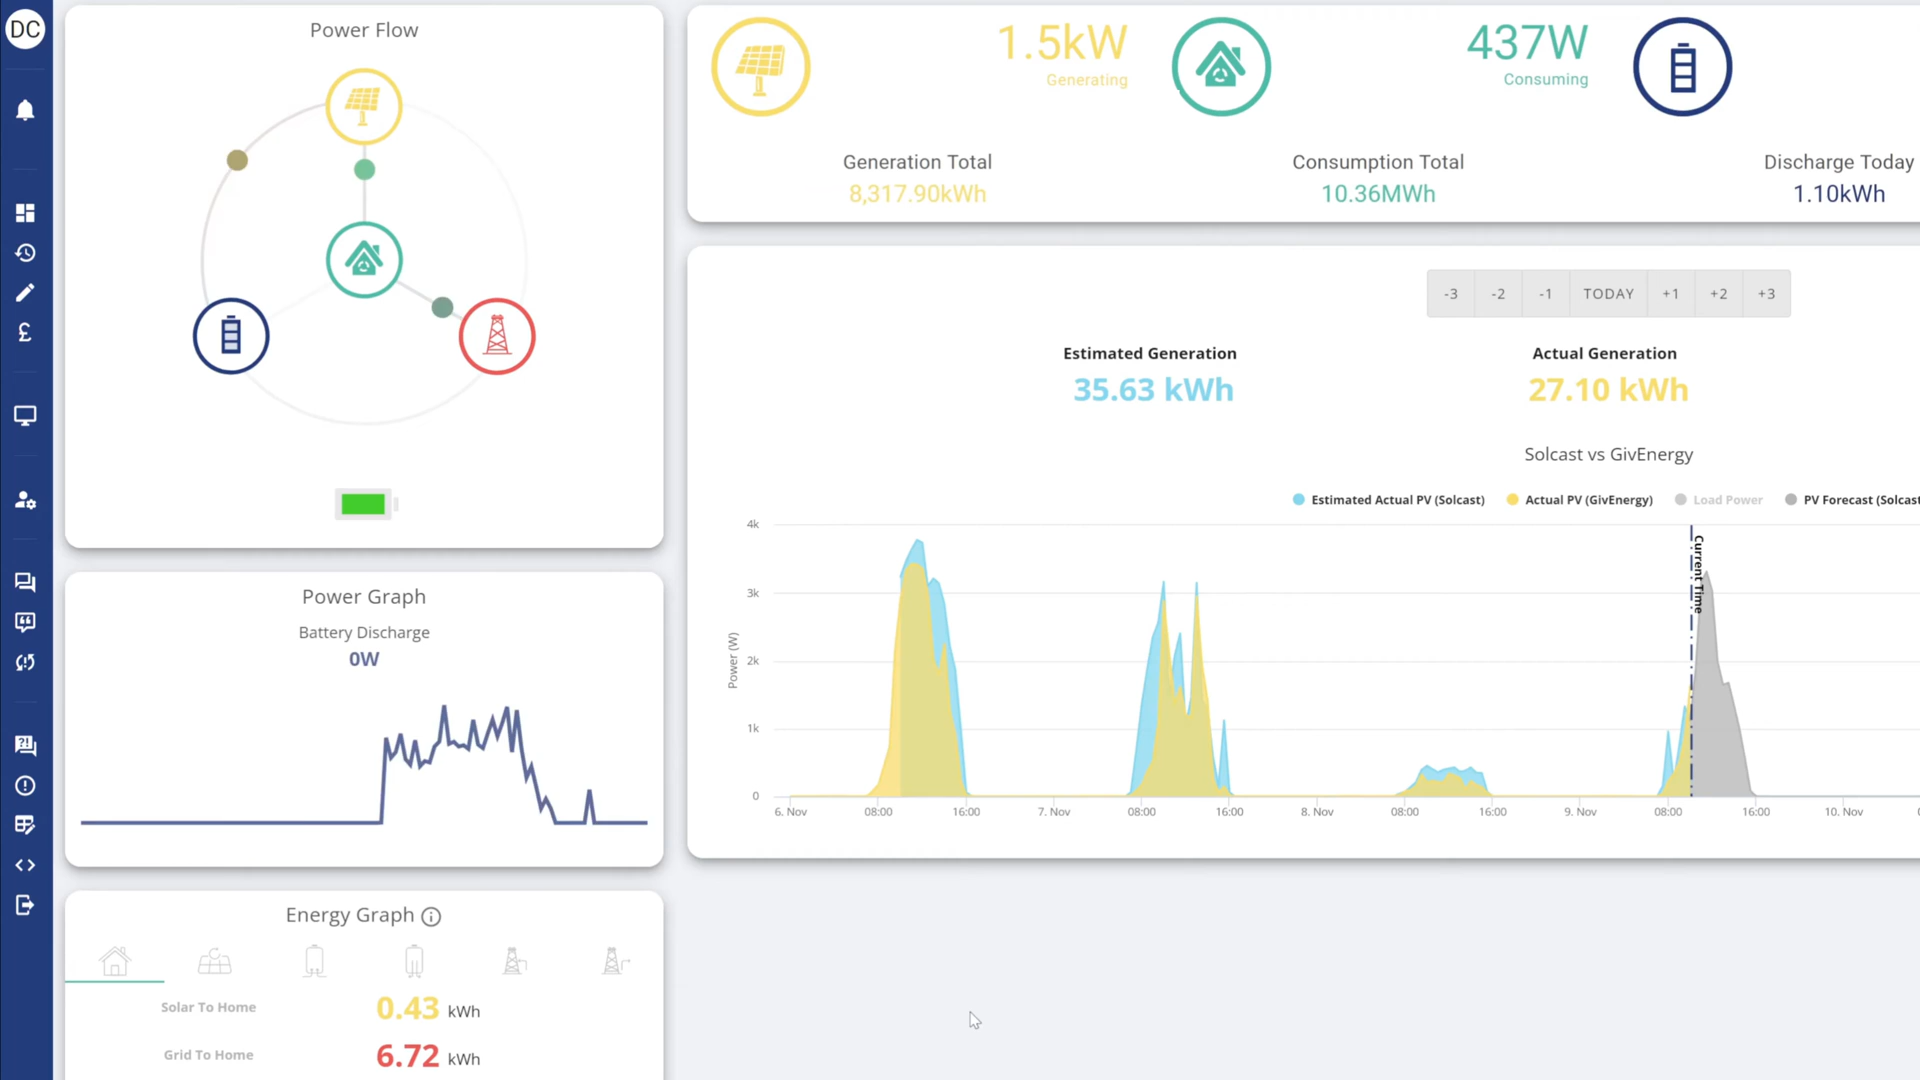 DC
£
Power Flow
1.5kW
Generating
437W
Consuming
Generation Total
8,317.90kWh
Consumption Total
10.36MWh
Discharge Today
1.10kWh
-3 -2 -1 TODAY +1 +2 +3
Estimated Generation
35.63 kWh
Actual Generation
27.10 kWh
Solcast vs GivEnergy
Estimated Actual PV (Solcast) Actual PV (GivEnergy) Load Power PV Forecast (Solcast
4k
3k
2k
1k
0
Power (W)
Current Time
6. Nov 08:00 16:00 7. Nov 08:00 16:00 8. Nov 08:00 16:00 9. Nov 08:00 16:00 10. Nov
Power Graph
Battery Discharge
0W
Energy Graph
Solar To Home 0.43 kWh
Grid To Home 6.72 kWh